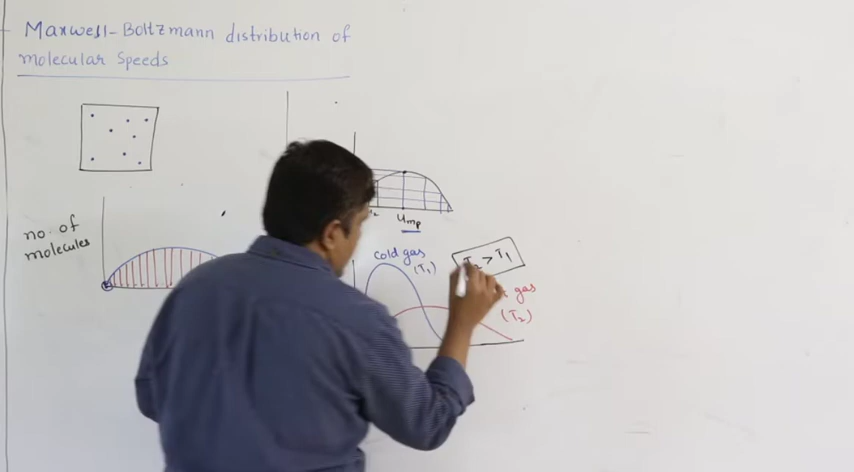 Maxwell-Boltzmann distribution of
molecular Speeds
no. of
molecules
Ump
Cold gas
(T1)
T2 > T1
gas
(T2)